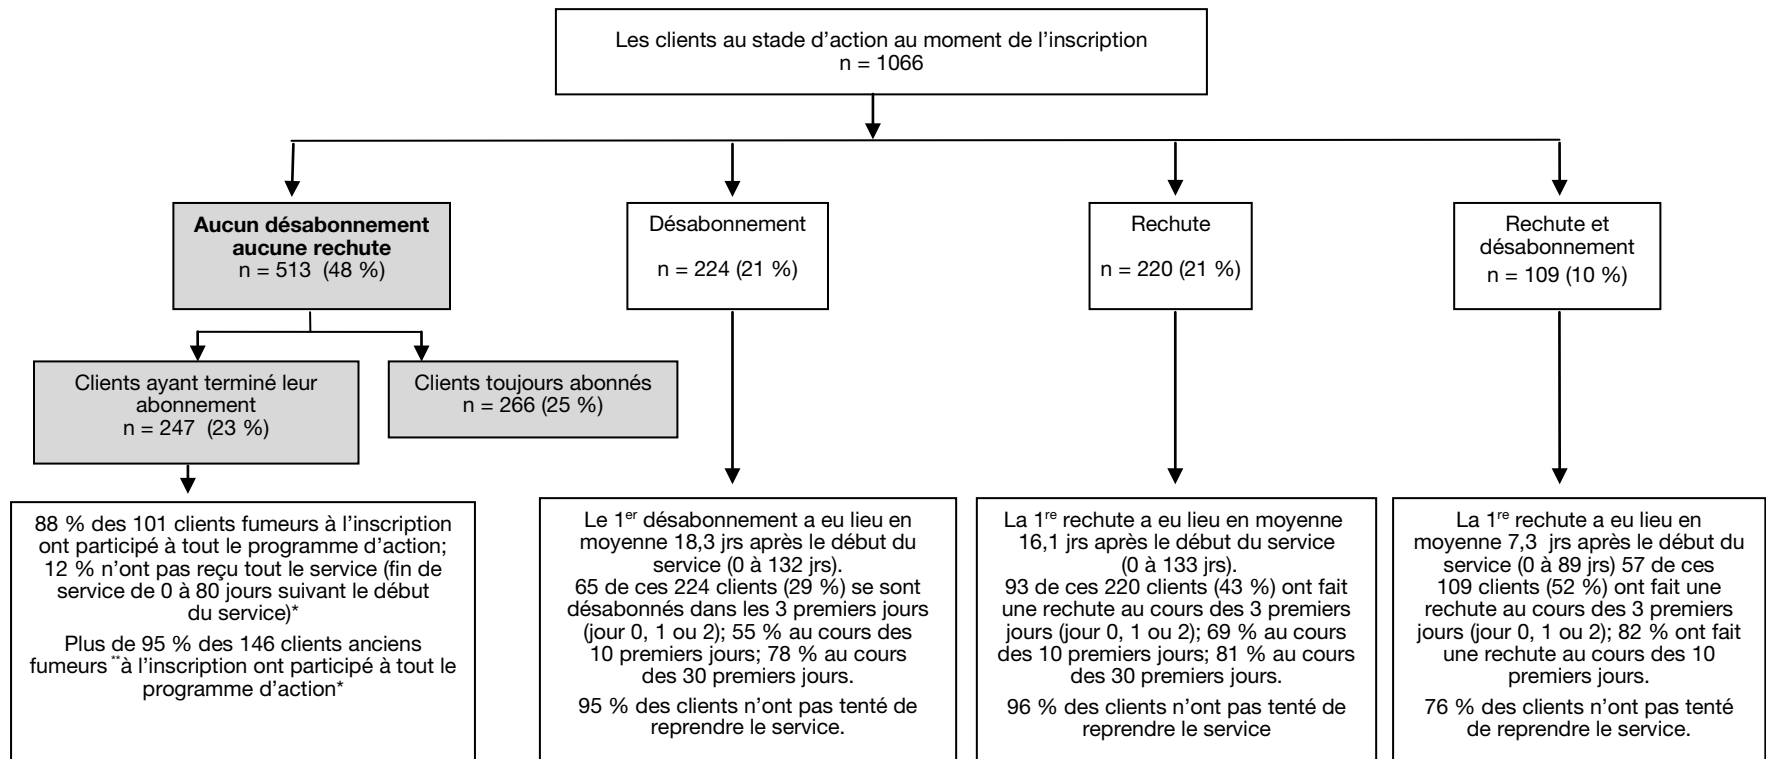 Les clients au stade d’action au moment de l’inscription
n = 1066
Aucun désabonnement
aucune rechute
n = 513 (48 %)
Désabonnement
n = 224 (21 %)
Rechute
n = 220 (21 %)
Rechute et
désabonnement
n = 109 (10 %)
Clients ayant terminé leur
abonnement
n = 247 (23 %)
Clients toujours abonnés
n = 266 (25 %)
88 % des 101 clients fumeurs à l’inscription
ont participé à tout le programme d’action;
12 % n’ont pas reçu tout le service (fin de
service de 0 à 80 jours suivant le début
du service)*
Plus de 95 % des 146 clients anciens
fumeurs **à l’inscription ont participé à tout le
programme d’action*
Le 1er désabonnement a eu lieu en
moyenne 18,3 jrs après le début du
service (0 à 132 jrs).
65 de ces 224 clients (29 %) se sont
désabonnés dans les 3 premiers jours
(jour 0, 1 ou 2); 55 % au cours des
10 premiers jours; 78 % au cours
des 30 premiers jours.
95 % des clients n’ont pas tenté de
reprendre le service.
La 1re rechute a eu lieu en moyenne
16,1 jrs après le début du service
(0 à 133 jrs).
93 de ces 220 clients (43 %) ont fait
une rechute au cours des 3 premiers
jours (jour 0, 1 ou 2); 69 % au cours
des 10 premiers jours; 81 % au cours
des 30 premiers jours.
96 % des clients n’ont pas tenté de
reprendre le service
La 1re rechute a eu lieu en
moyenne 7,3 jrs après le début du
service (0 à 89 jrs) 57 de ces
109 clients (52 %) ont fait une
rechute au cours des 3 premiers
jours (jour 0, 1 ou 2); 82 % ont fait
une rechute au cours des 10
premiers jours.
76 % des clients n’ont pas tenté
de reprendre le service.